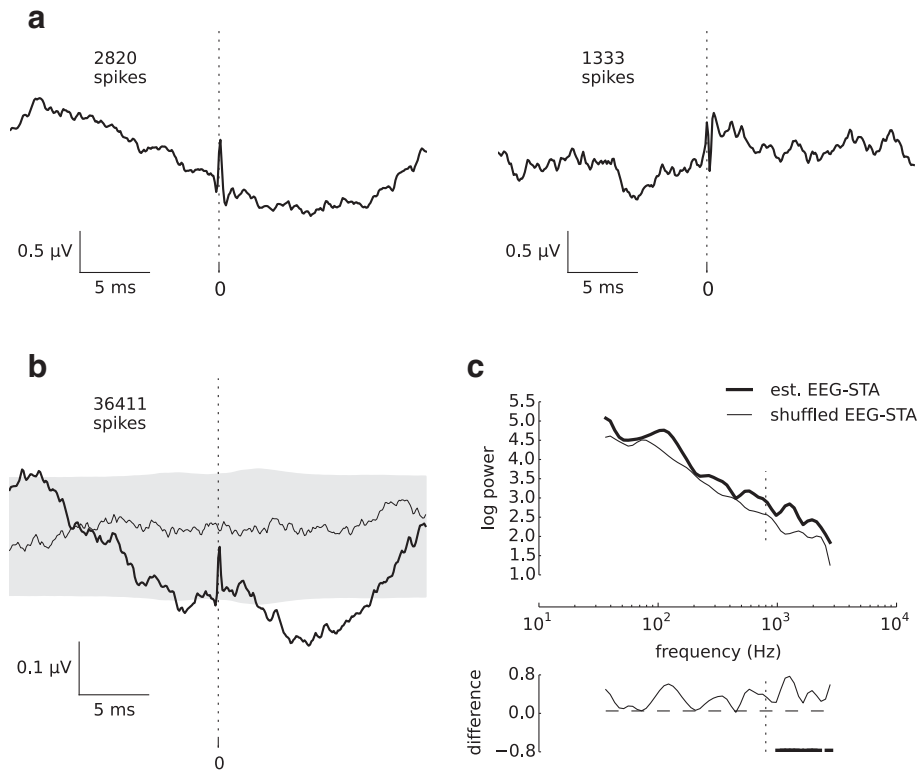 a
2820
spikes
0.5 µV
5 ms
0
1333
spikes
0.5 µV
5 ms
0
b
36411
spikes
0.1 µV
5 ms
0
c
est. EEG-STA
shuffled EEG-STA
log power
5.5
5.0
4.5
4.0
3.5
3.0
2.5
2.0
1.5
1.0
10¹ 10² 10³ 10⁴
frequency (Hz)
difference
0.8
0.0
−0.8